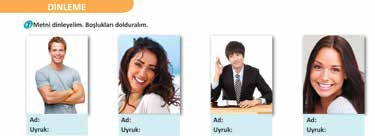 DİNLEME
Metni dinleyelim. Boşlukları dolduralım.
Ad: Ad: Ad: Ad:
Uyruk: Uyruk: Uyruk: Uyruk: